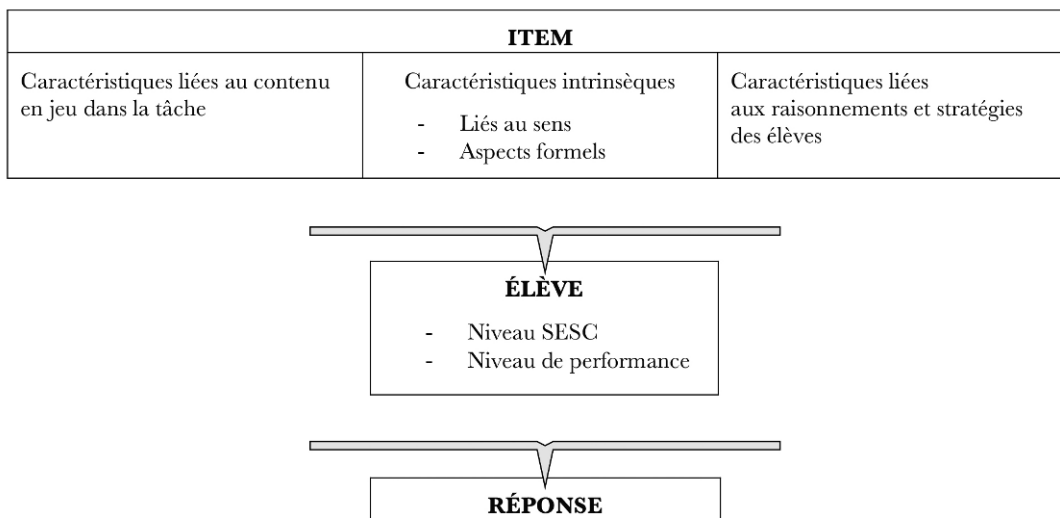 ITEM
Caractéristiques liées au contenu
en jeu dans la tâche
Caractéristiques intrinsèques
- Liés au sens
- Aspects formels
Caractéristiques liées
aux raisonnements et stratégies
des élèves
ÉLÈVE
- Niveau SESC
- Niveau de performance
RÉPONSE